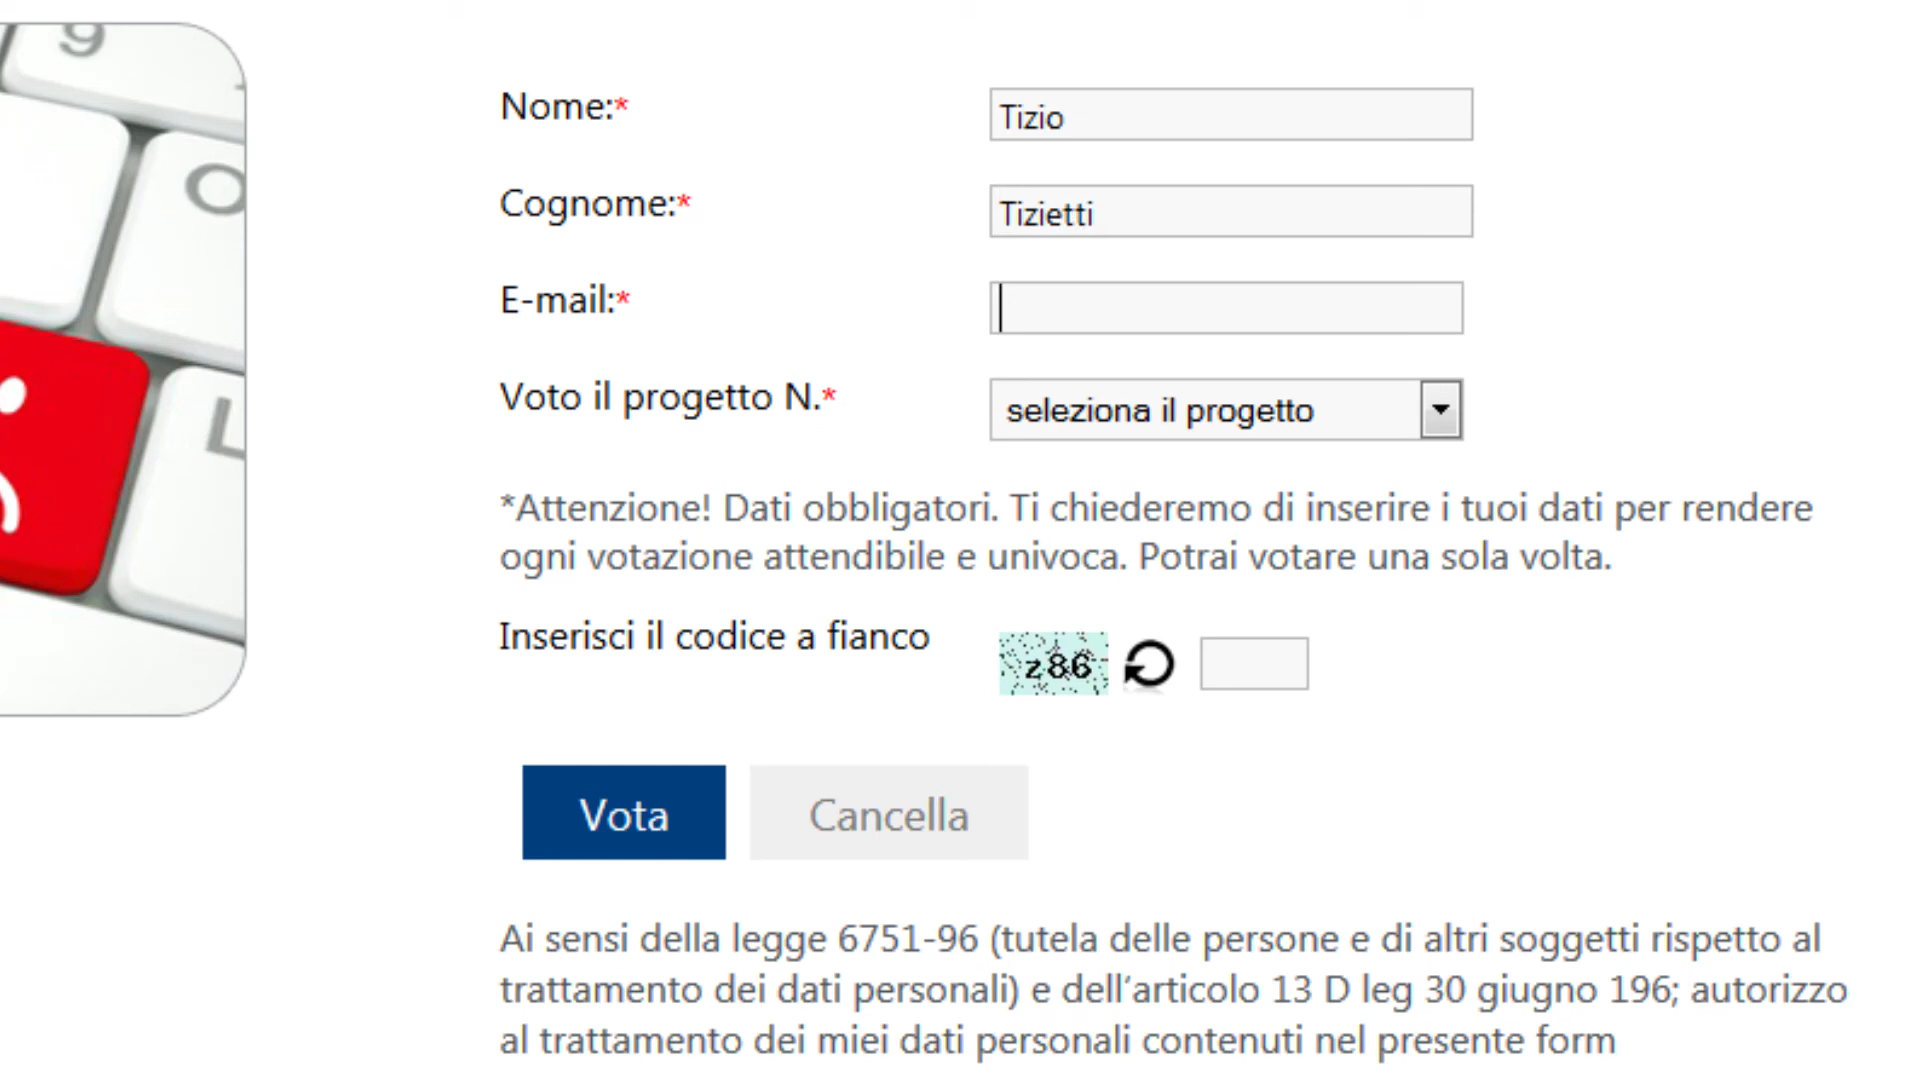 9
O
L
Nome:*
Tizio
Cognome:*
Tizietti
E-mail:*
Voto il progetto N.*
seleziona il progetto
*Attenzione! Dati obbligatori. Ti chiederemo di inserire i tuoi dati per rendere
ogni votazione attendibile e univoca. Potrai votare una sola volta.
Inserisci il codice a fianco
z86
Vota
Cancella
Ai sensi della legge 6751-96 (tutela delle persone e di altri soggetti rispetto al
trattamento dei dati personali) e dell'articolo 13 D leg 30 giugno 196; autorizzo
al trattamento dei miei dati personali contenuti nel presente form